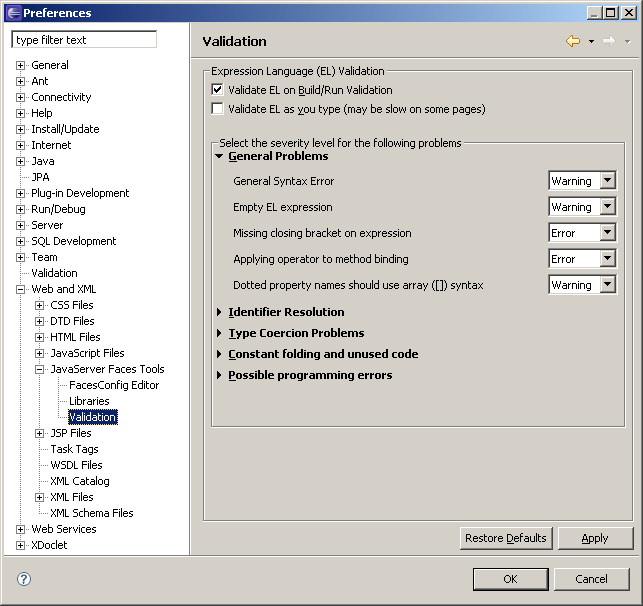 Preferences
type filter text
General
Ant
Connectivity
Help
Install/Update
Internet
Java
JPA
Plug-in Development
Run/Debug
Server
SQL Development
Team
Validation
Web and XML
CSS Files
DTD Files
HTML Files
JavaScript Files
JavaServer Faces Tools
FacesConfig Editor
Libraries
Validation
JSP Files
Task Tags
WSDL Files
XML Catalog
XML Files
XML Schema Files
Web Services
XDoclet
Validation
Expression Language (EL) Validation
Validate EL on Build/Run Validation
Validate EL as you type (may be slow on some pages)
Select the severity level for the following problems
General Problems
General Syntax Error Warning
Empty EL expression Warning
Missing closing bracket on expression Error
Applying operator to method binding Error
Dotted property names should use array ([]) syntax Warning
Identifier Resolution
Type Coercion Problems
Constant folding and unused code
Possible programming errors
Restore Defaults Apply
? OK Cancel